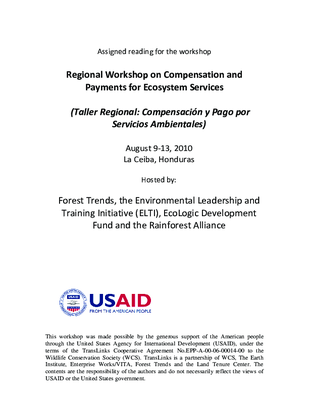 Assigned reading for the workshop
Regional Workshop on Compensation and
Payments for Ecosystem Services
(Taller Regional: Compensación y Pago por
Servicios Ambientales)
August 9-13, 2010
La Ceiba, Honduras
Hosted by:
Forest Trends, the Environmental Leadership and
Training Initiative (ELTI), EcoLogic Development
Fund and the Rainforest Alliance
USAID
FROM THE AMERICAN PEOPLE
This workshop was made possible by the generous support of the American people
through the United States Agency for International Development (USAID), under the
terms of the TransLinks Cooperative Agreement No.EPP-A-00-06-00014-00 to the
Wildlife Conservation Society (WCS). TransLinks is a partnership of WCS, The Earth
Institute, Enterprise Works/VITA, Forest Trends and the Land Tenure Center. The
contents are the responsibility of the authors and do not necessarily reflect the views of
USAID or the United States government.